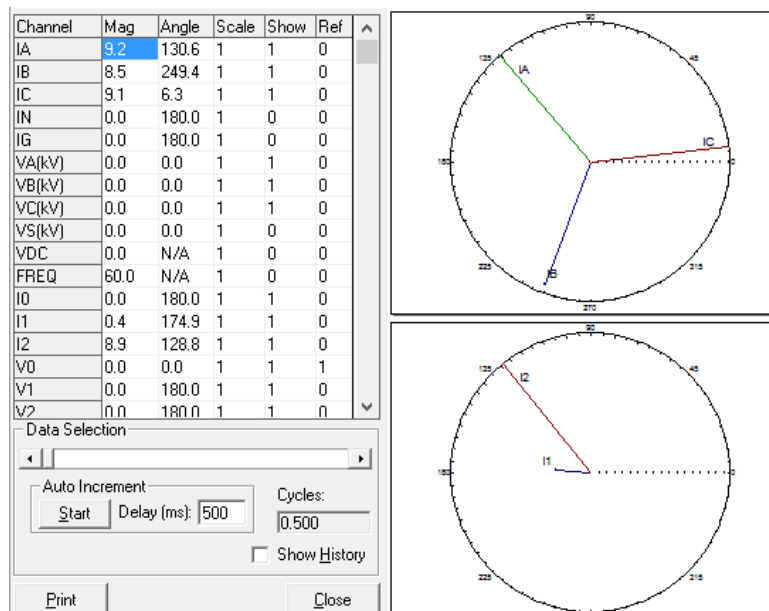 Channel Mag Angle Scale Show Ref
IA 9.2 130.6 1 1 0
IB 8.5 249.4 1 1 0
IC 9.1 6.3 1 1 0
IN 0.0 180.0 1 0 0
IG 0.0 180.0 1 0 0
VA(kV) 0.0 0.0 1 1 0
VB(kV) 0.0 0.0 1 1 0
VC(kV) 0.0 0.0 1 1 0
VS(kV) 0.0 0.0 1 0 0
VDC 0.0 N/A 1 0 0
FREQ 60.0 N/A 1 0 0
I0 0.0 180.0 1 1 0
I1 0.4 174.9 1 1 0
I2 8.9 128.8 1 1 0
V0 0.0 0.0 1 1 1
V1 0.0 180.0 1 1 0
V2 0.0 180.0 1 1 0
Data Selection
Auto Increment
Start Delay (ms): 500
Cycles:
0.500
Show History
Print Close
90
135 45
IA
IC
180 0
IB
225 315
270
90
135 45
I2
I1
180 0
225 315